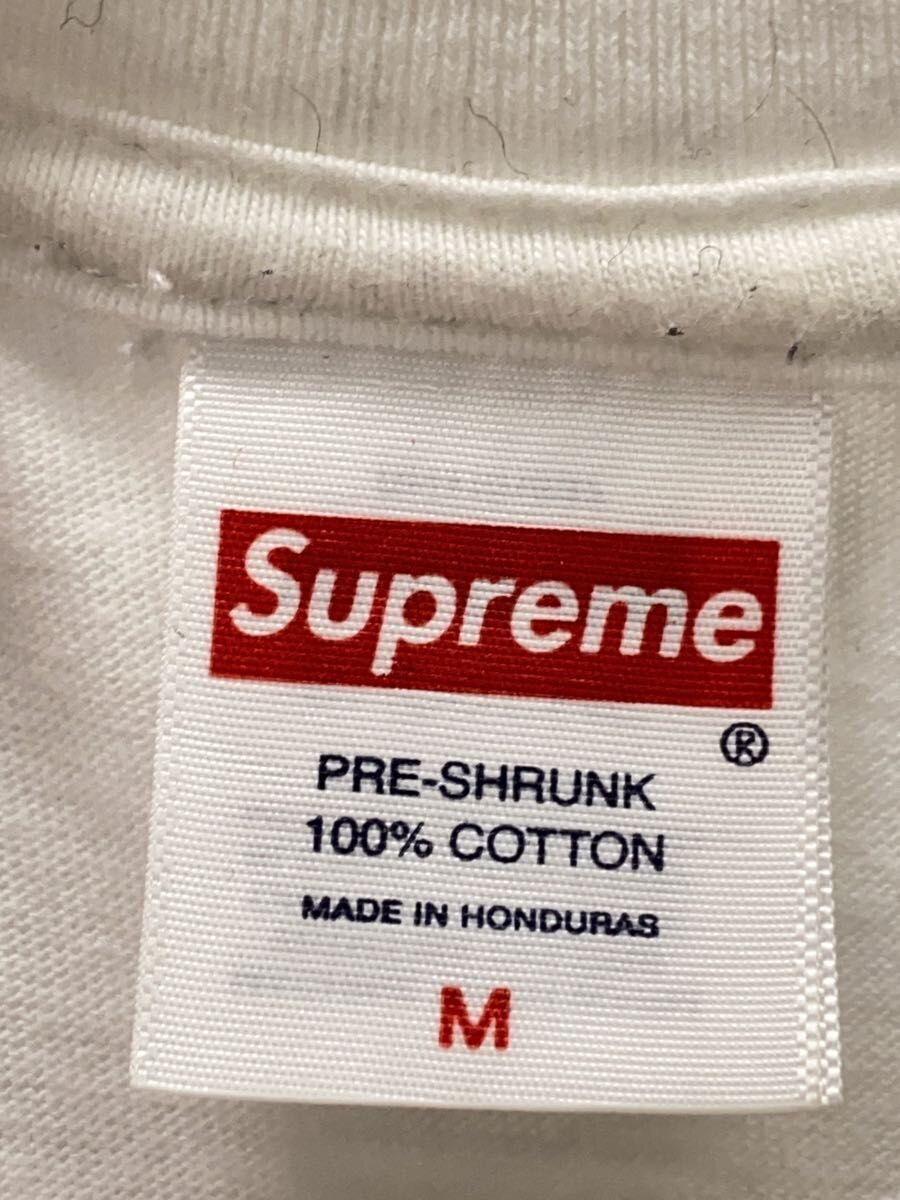 Supreme
®
PRE-SHRUNK
100% COTTON
MADE IN HONDURAS
M